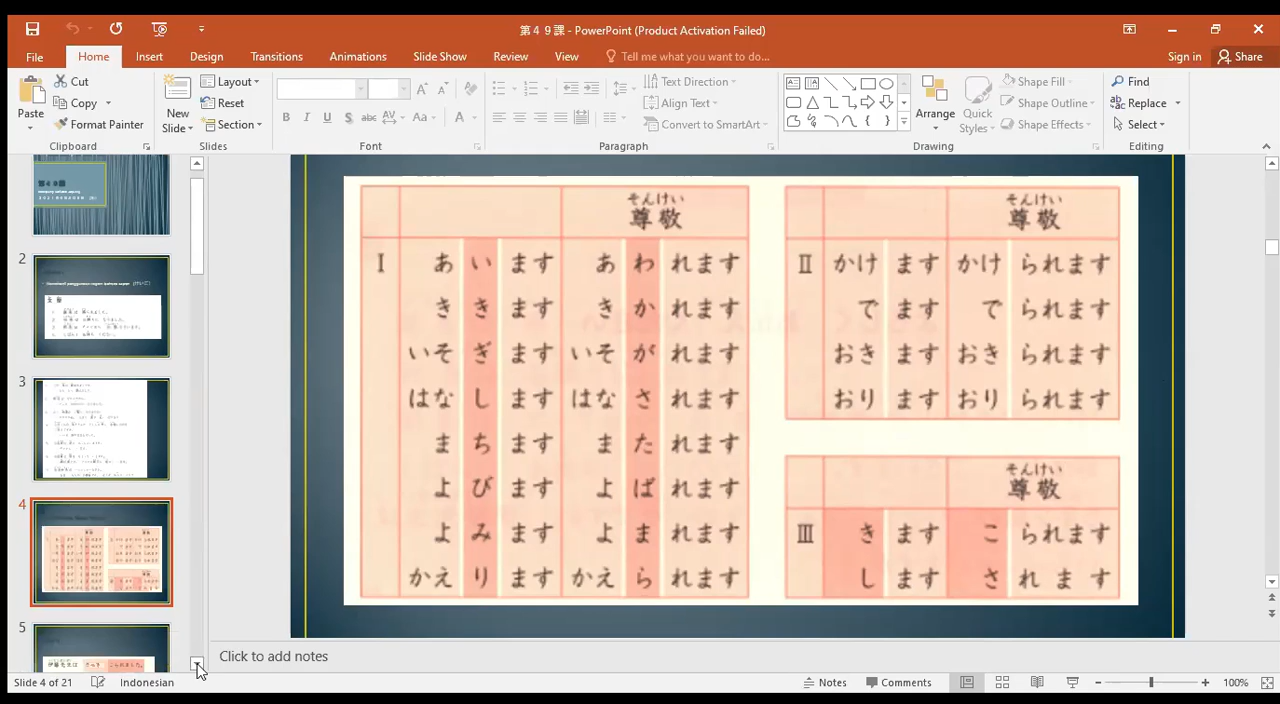 第４９課 - PowerPoint (Product Activation Failed)
File Home Insert Design Transitions Animations Slide Show Review View Tell me what you want to do... Sign in Share
Paste
Cut
Copy
Format Painter
Clipboard
New Slide
Layout
Reset
Section
Slides
B I U S abc AV Aa A
Font
Text Direction
Align Text
Convert to SmartArt
Paragraph
Arrange
Quick Styles
Shape Fill
Shape Outline
Shape Effects
Drawing
Find
Replace
Select
Editing
第４９課
2
3
4
5
そんけい
尊敬
Ⅰ あ い ます あ わ れます
き き ます き か れます
いそ ぎ ます いそ が れます
はな し ます はな さ れます
ま ち ます ま た れます
よ び ます よ ば れます
よ み ます よ ま れます
かえ り ます かえ ら れます
そんけい
尊敬
Ⅱ かけ ます かけ られます
で ます で られます
おき ます おき られます
おり ます おり られます
そんけい
尊敬
Ⅲ き ます こ られます
し ます さ れ ま す
Click to add notes
Slide 4 of 21 Indonesian Notes Comments 100%